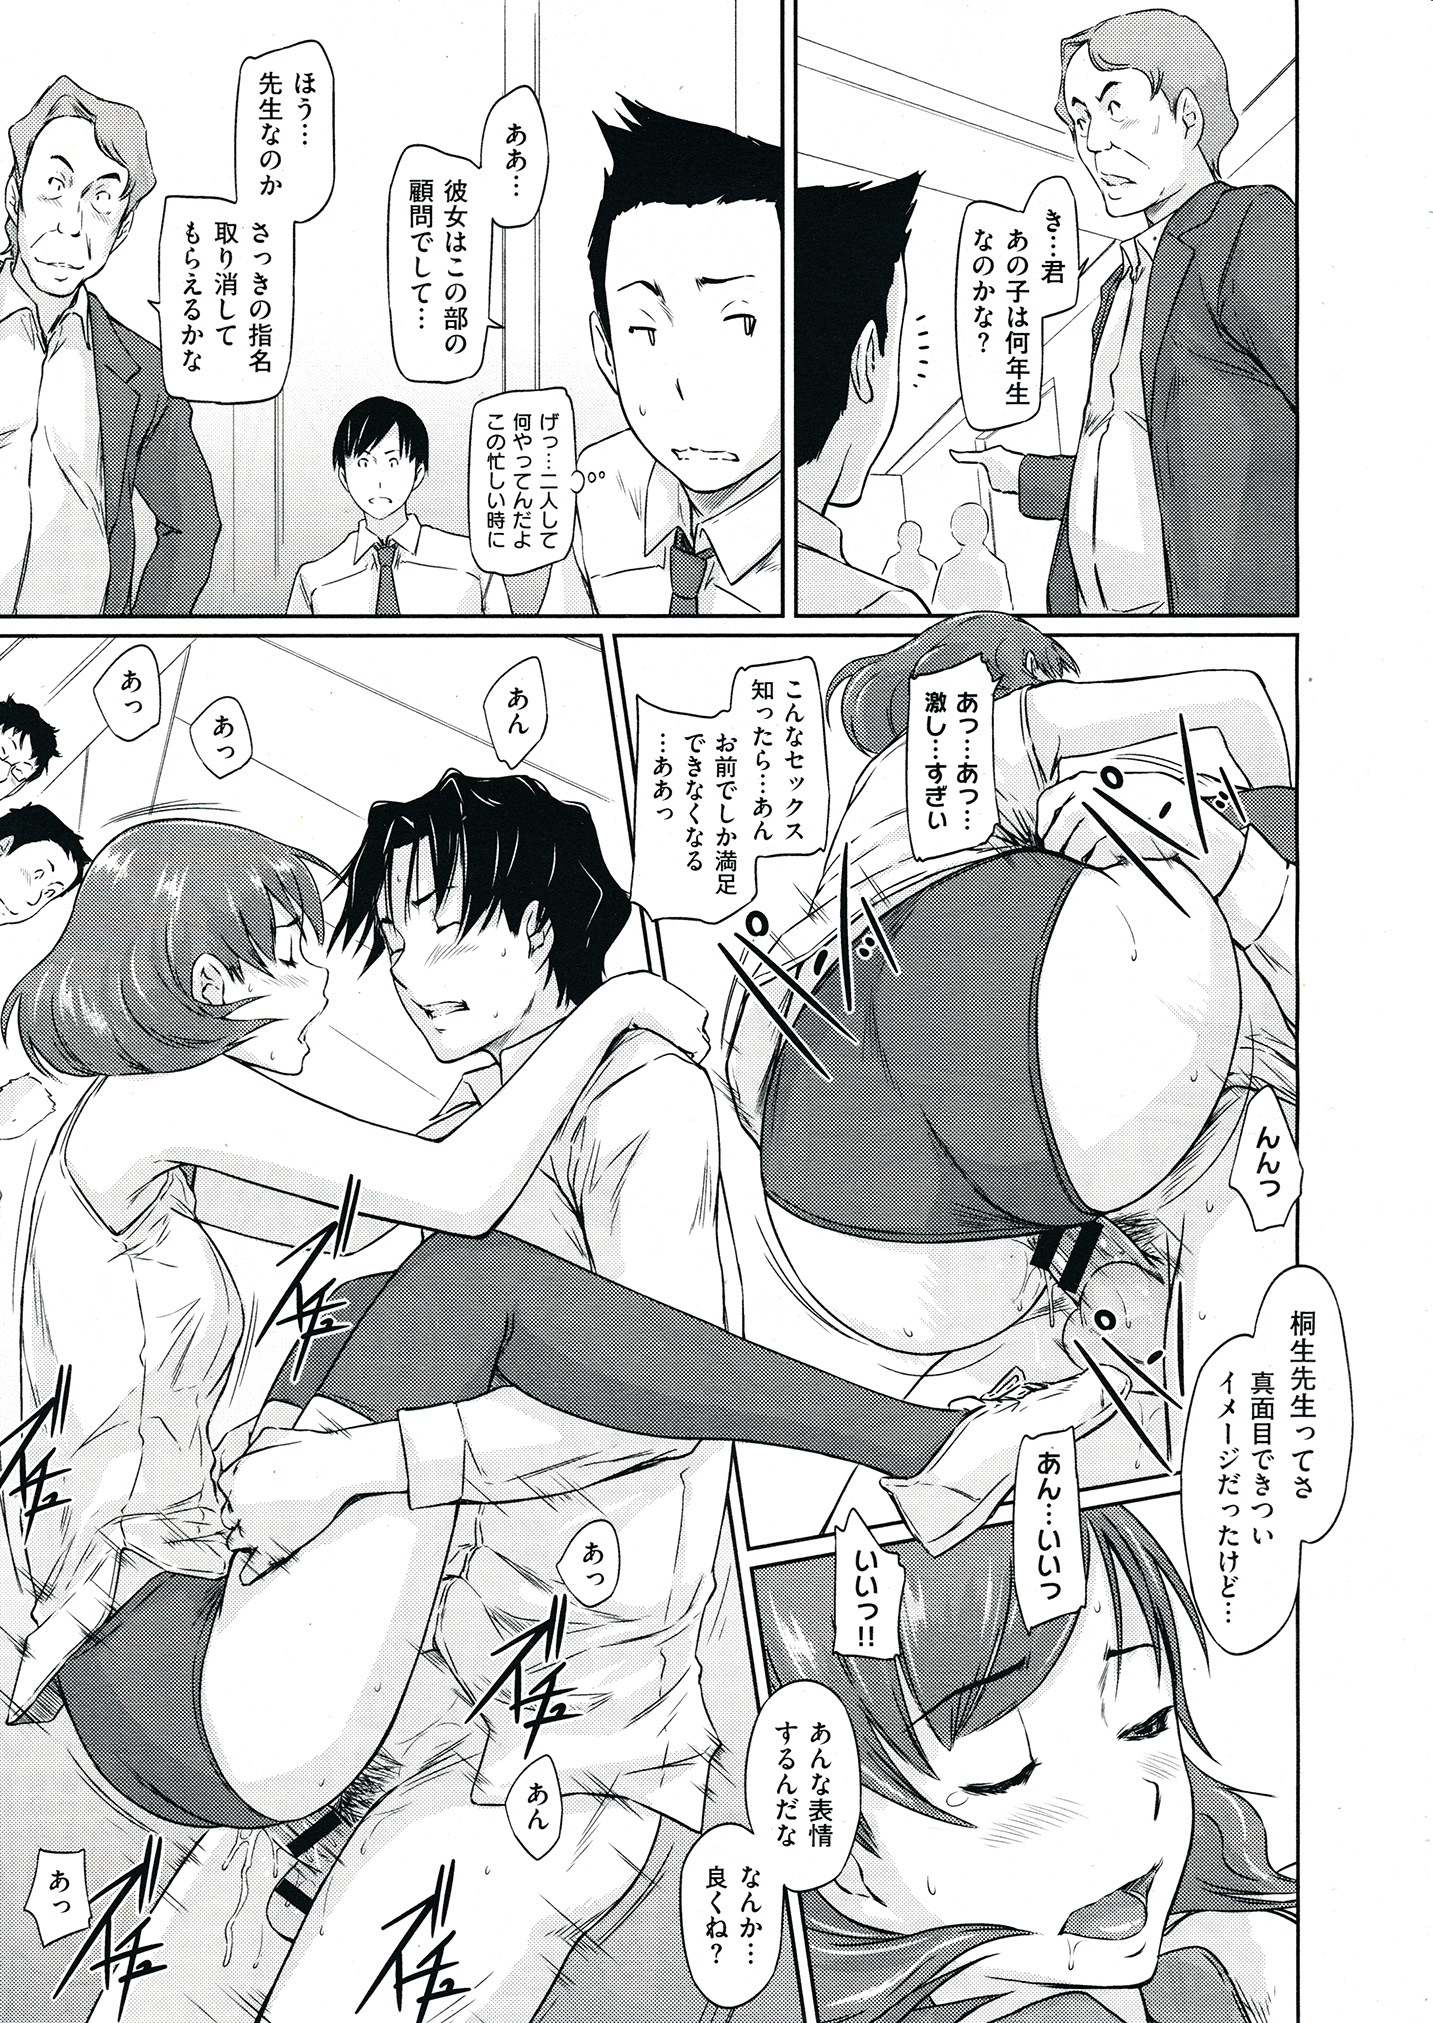 き…君
あの子は何年生
なのかな？
ああ…
彼女はこの部の
顧問でして…
げっ…二人して
何やってんだよ
この忙しい時に
ほう…
先生なのか
さっきの指名
取り消して
もらえるかな
あっ…あっ…
激し…すぎぃ
こんなセックス
知ったら…あん
お前でしか満足
できなくなる
…ああっ
んんっ
あん
あっ
あっ
桐生先生ってさ
真面目できつい
イメージだったけど…
あん…いいっ
いいっ!!
あんな表情
するんだな
なんか…
良くね？
あっ
あん
あっ